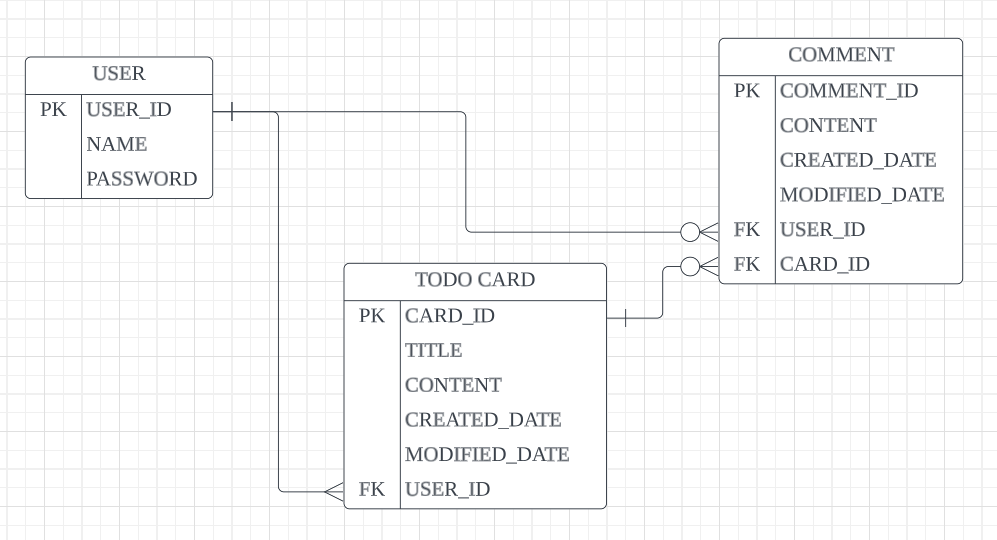 USER
PK USER_ID
NAME
PASSWORD
TODO CARD
PK CARD_ID
TITLE
CONTENT
CREATED_DATE
MODIFIED_DATE
FK USER_ID
COMMENT
PK COMMENT_ID
CONTENT
CREATED_DATE
MODIFIED_DATE
FK USER_ID
FK CARD_ID